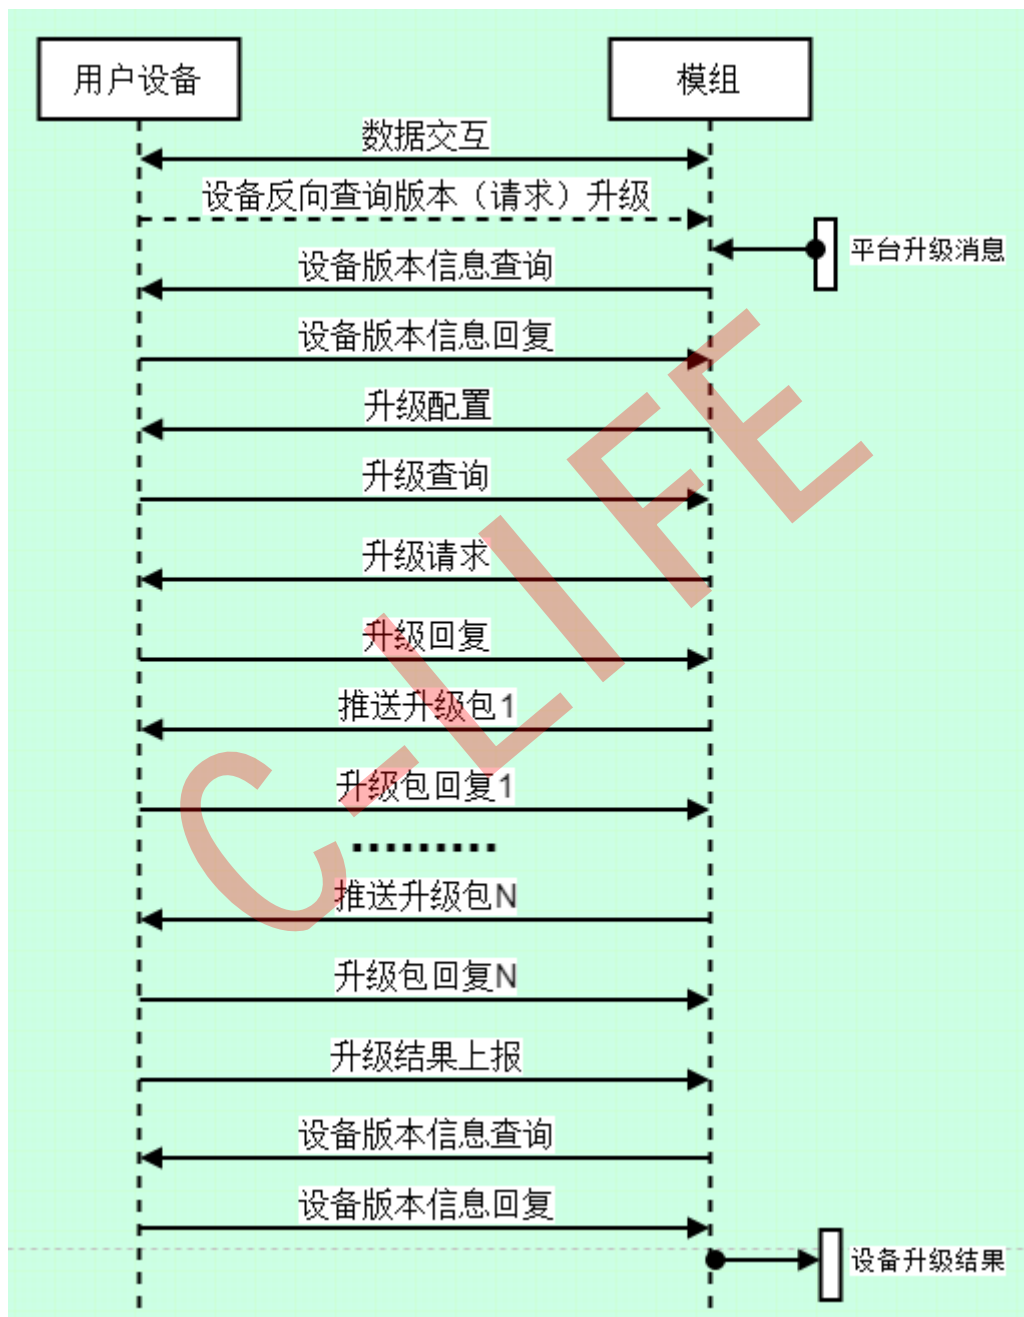 用户设备
模组
数据交互
设备反向查询版本（请求）升级
平台升级消息
设备版本信息查询
设备版本信息回复
升级配置
升级查询
升级请求
升级回复
推送升级包1
升级包回复1
推送升级包N
升级包回复N
升级结果上报
设备版本信息查询
设备版本信息回复
设备升级结果
C-LIFE